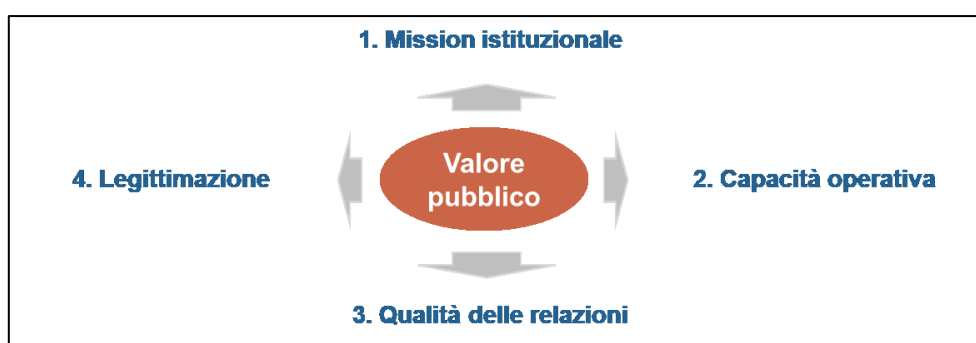 1. Mission istituzionale
4. Legittimazione
Valore
pubblico
2. Capacità operativa
3. Qualità delle relazioni